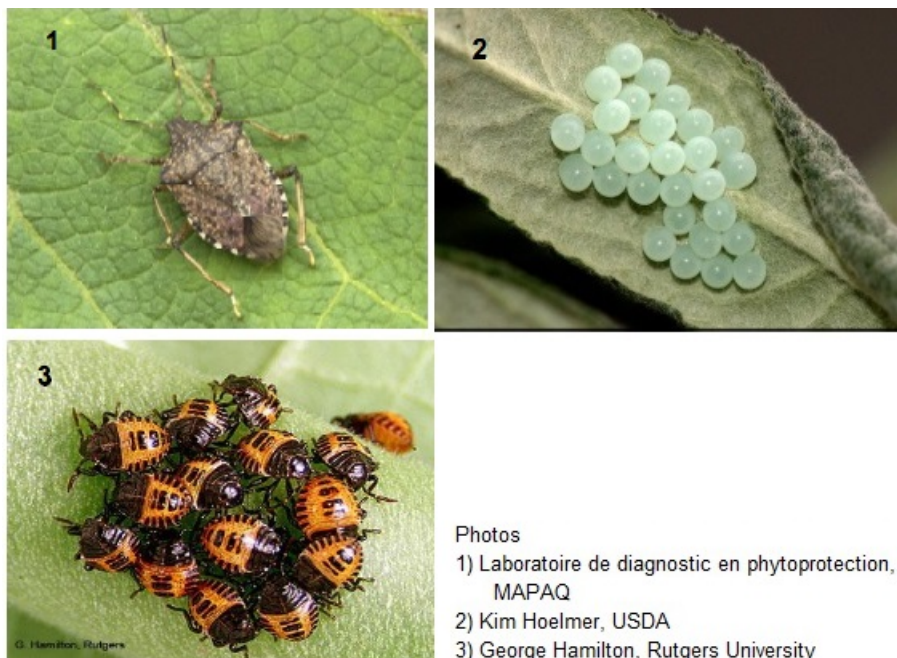 1
2
3
G. Hamilton, Rutgers
Photos
1) Laboratoire de diagnostic en phytoprotection,
MAPAQ
2) Kim Hoelmer, USDA
3) George Hamilton, Rutgers University